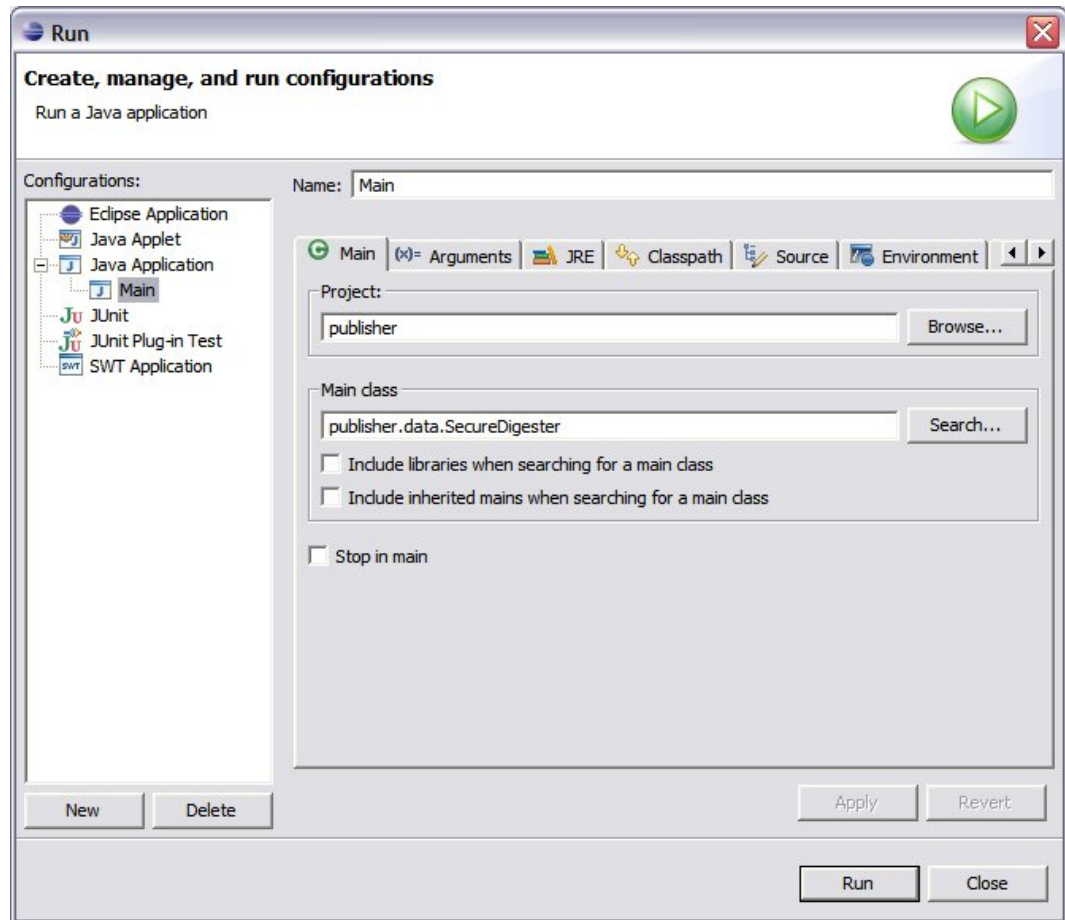 Run
Create, manage, and run configurations
Run a Java application
Configurations:
Eclipse Application
Java Applet
Java Application
Main
JUnit
JUnit Plug-in Test
SWT Application
New Delete
Name: Main
Main (x)= Arguments JRE Classpath Source Environment
Project:
publisher Browse...
Main class
publisher.data.SecureDigester Search...
Include libraries when searching for a main class
Include inherited mains when searching for a main class
Stop in main
Apply Revert
Run Close